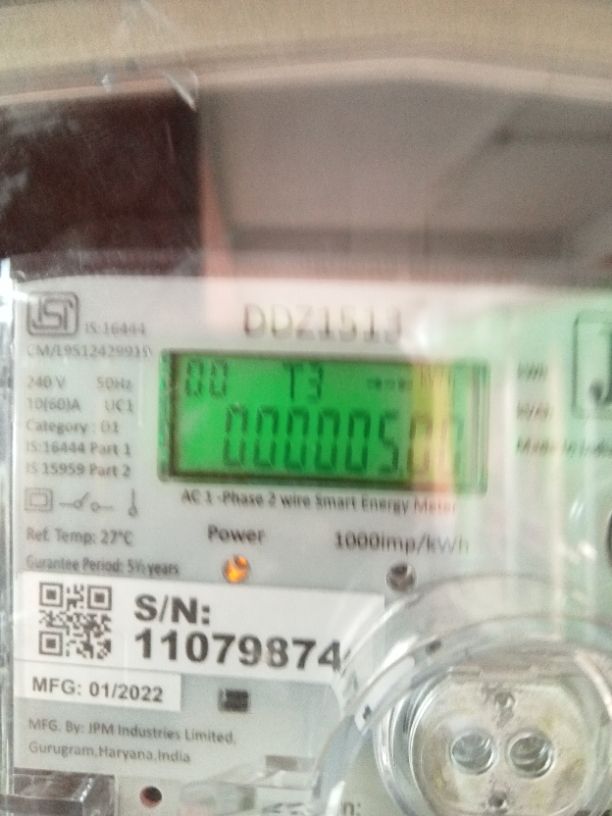 ISI IS:16444
DDZ1513
240 V 50Hz
10(60)A UC1
Category : D1
IS:16444 Part 1
IS 15959 Part 2
00 T3
000005.00
AC 1 -Phase 2 wire Smart Energy Meter
Ref. Temp: 27°C
Power 1000imp/kWh
Gurantee Period: 5½ years
S/N:
11079874
MFG: 01/2022
MFG. By: JPM Industries Limited,
Gurugram,Haryana,India